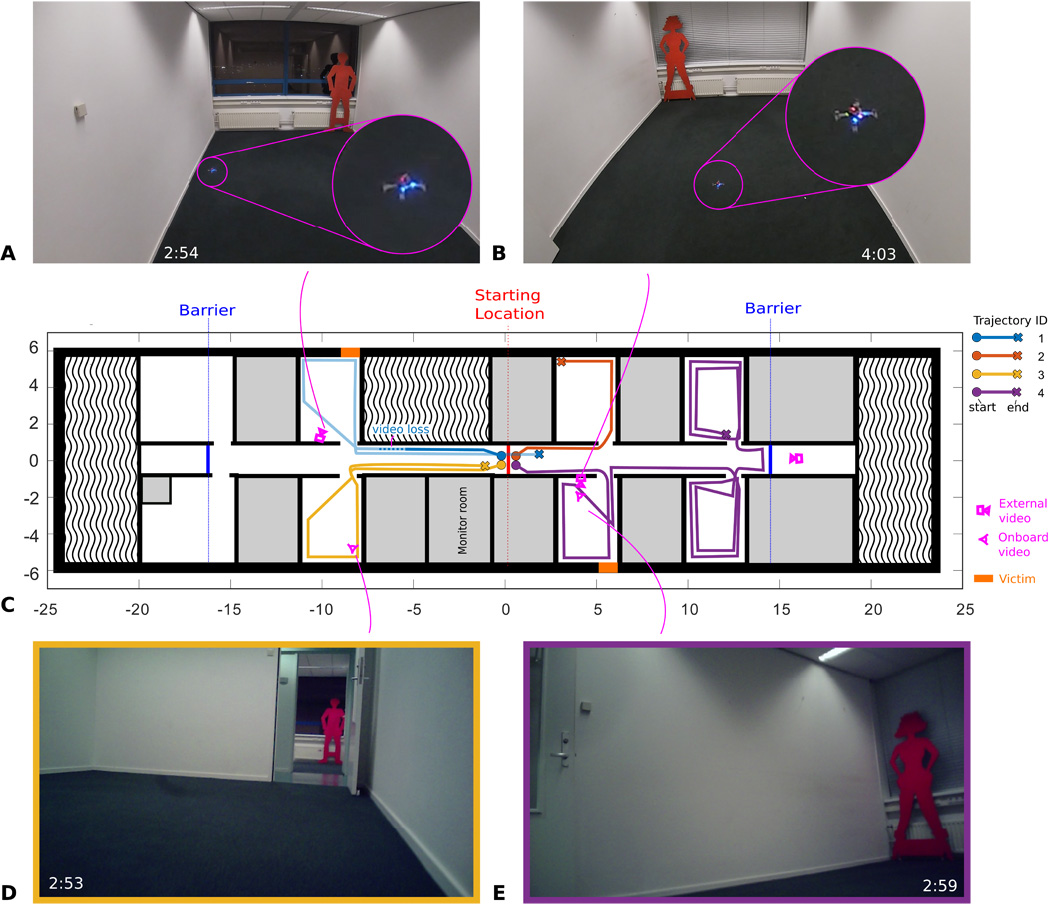 A
2:54
B
4:03
Barrier
Starting
Location
Barrier
Trajectory ID
1
2
3
4
start end
6
4
2
0
-2
-4
-6
video loss
Monitor room
External
video
Onboard
video
Victim
C
-25 -20 -15 -10 -5 0 5 10 15 20 25
D
2:53
E
2:59